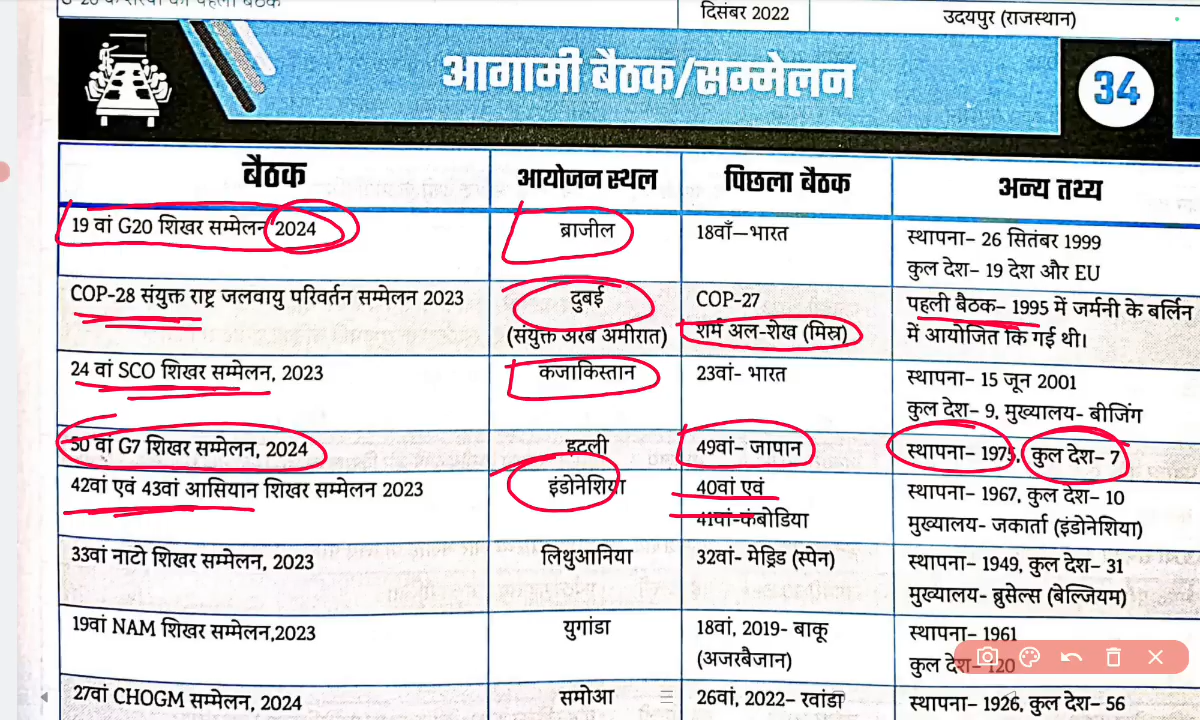 दिसंबर 2022
उदयपुर (राजस्थान)
आगामी बैठक/सम्मेलन
34
बैठक
आयोजन स्थल
पिछला बैठक
अन्य तथ्य
19 वां G20 शिखर सम्मेलन 2024
ब्राजील
18वाँ–भारत
स्थापना– 26 सितंबर 1999
कुल देश– 19 देश और EU
COP-28 संयुक्त राष्ट्र जलवायु परिवर्तन सम्मेलन 2023
दुबई
(संयुक्त अरब अमीरात)
COP-27
शर्म अल-शेख (मिस्र)
पहली बैठक– 1995 में जर्मनी के बर्लिन
में आयोजित कि गई थी।
24 वां SCO शिखर सम्मेलन, 2023
कजाकिस्तान
23वां- भारत
स्थापना– 15 जून 2001
कुल देश– 9, मुख्यालय– बीजिंग
50 वां G7 शिखर सम्मेलन, 2024
इटली
49वां- जापान
स्थापना– 1975, कुल देश– 7
42वां एवं 43वां आसियान शिखर सम्मेलन 2023
इंडोनेशिया
40वां एवं
41वां-कंबोडिया
स्थापना– 1967, कुल देश– 10
मुख्यालय– जकार्ता (इंडोनेशिया)
33वां नाटो शिखर सम्मेलन, 2023
लिथुआनिया
32वां- मेड्रिड (स्पेन)
स्थापना– 1949, कुल देश– 31
मुख्यालय– ब्रुसेल्स (बेल्जियम)
19वां NAM शिखर सम्मेलन,2023
युगांडा
18वां, 2019- बाकू
(अजरबैजान)
स्थापना– 1961
कुल देश– 120
27वां CHOGM सम्मेलन, 2024
समोआ
26वां, 2022– रवांडा
स्थापना– 1926, कुल देश– 56